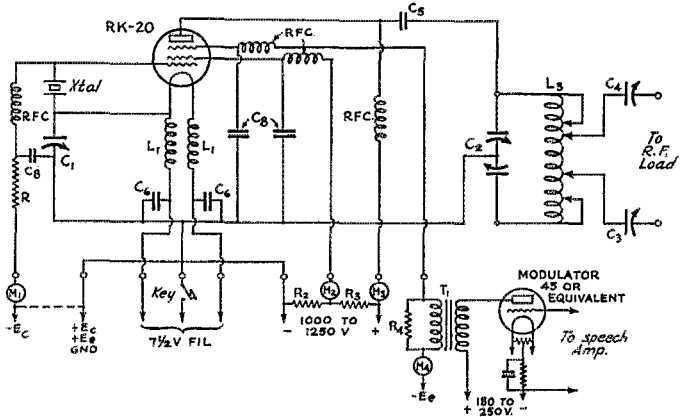 RK-20
C5
RFC.
Xtal
RFC
C8
C1
R
L1
L1
C8
RFC
C2
L3
C4
To
R.F.
Load
C3
C6
C6
M1
Key
R2
M2
R3
M3
-Ec
+Ec
+Ee
GND
7½V FIL
-
1000 TO
1250 V
+
R4
T1
M4
-Ee
MODULATOR
45 OR
EQUIVALENT
To speech
Amp.
+ 180 TO -
250V.